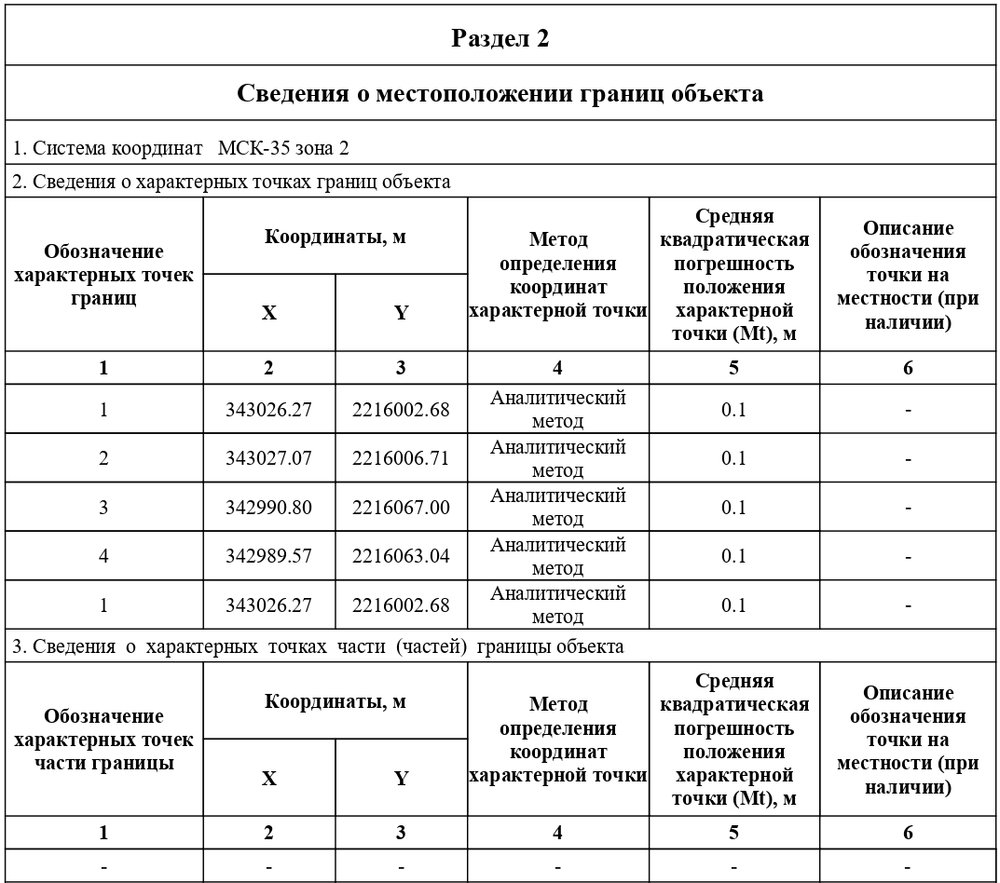 Раздел 2
Сведения о местоположении границ объекта
1. Система координат МСК-35 зона 2
2. Сведения о характерных точках границ объекта
Обозначение
характерных точек
границ
Координаты, м
X
Y
Метод
определения
координат
характерной точки
Средняя
квадратическая
погрешность
положения
характерной
точки (Mt), м
Описание
обозначения
точки на
местности (при
наличии)
1 2 3 4 5 6
1 343026.27 2216002.68 Аналитический
метод 0.1 -
2 343027.07 2216006.71 Аналитический
метод 0.1 -
3 342990.80 2216067.00 Аналитический
метод 0.1 -
4 342989.57 2216063.04 Аналитический
метод 0.1 -
1 343026.27 2216002.68 Аналитический
метод 0.1 -
3. Сведения о характерных точках части (частей) границы объекта
Обозначение
характерных точек
части границы
Координаты, м
X
Y
Метод
определения
координат
характерной точки
Средняя
квадратическая
погрешность
положения
характерной
точки (Mt), м
Описание
обозначения
точки на
местности (при
наличии)
1 2 3 4 5 6
- - - - - -